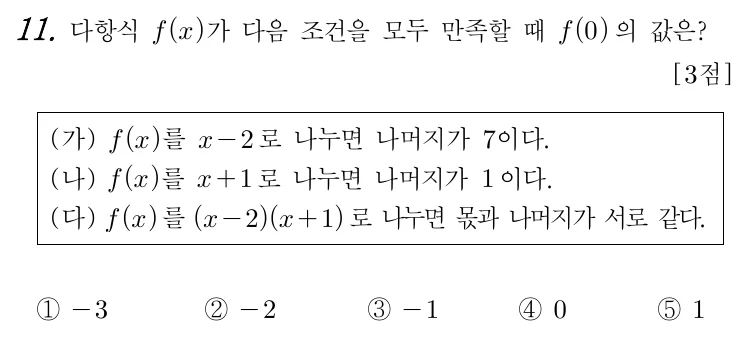 11. 다항식 f(x)가 다음 조건을 모두 만족할 때 f(0)의 값은?
[3점]
(가) f(x)를 x-2로 나누면 나머지가 7이다.
(나) f(x)를 x+1로 나누면 나머지가 1이다.
(다) f(x)를 (x-2)(x+1)로 나누면 몫과 나머지가 서로 같다.
① -3 ② -2 ③ -1 ④ 0 ⑤ 1